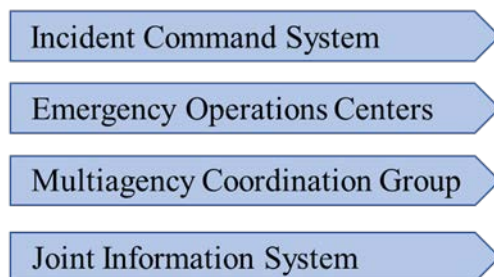 Incident Command System
Emergency Operations Centers
Multiagency Coordination Group
Joint Information System